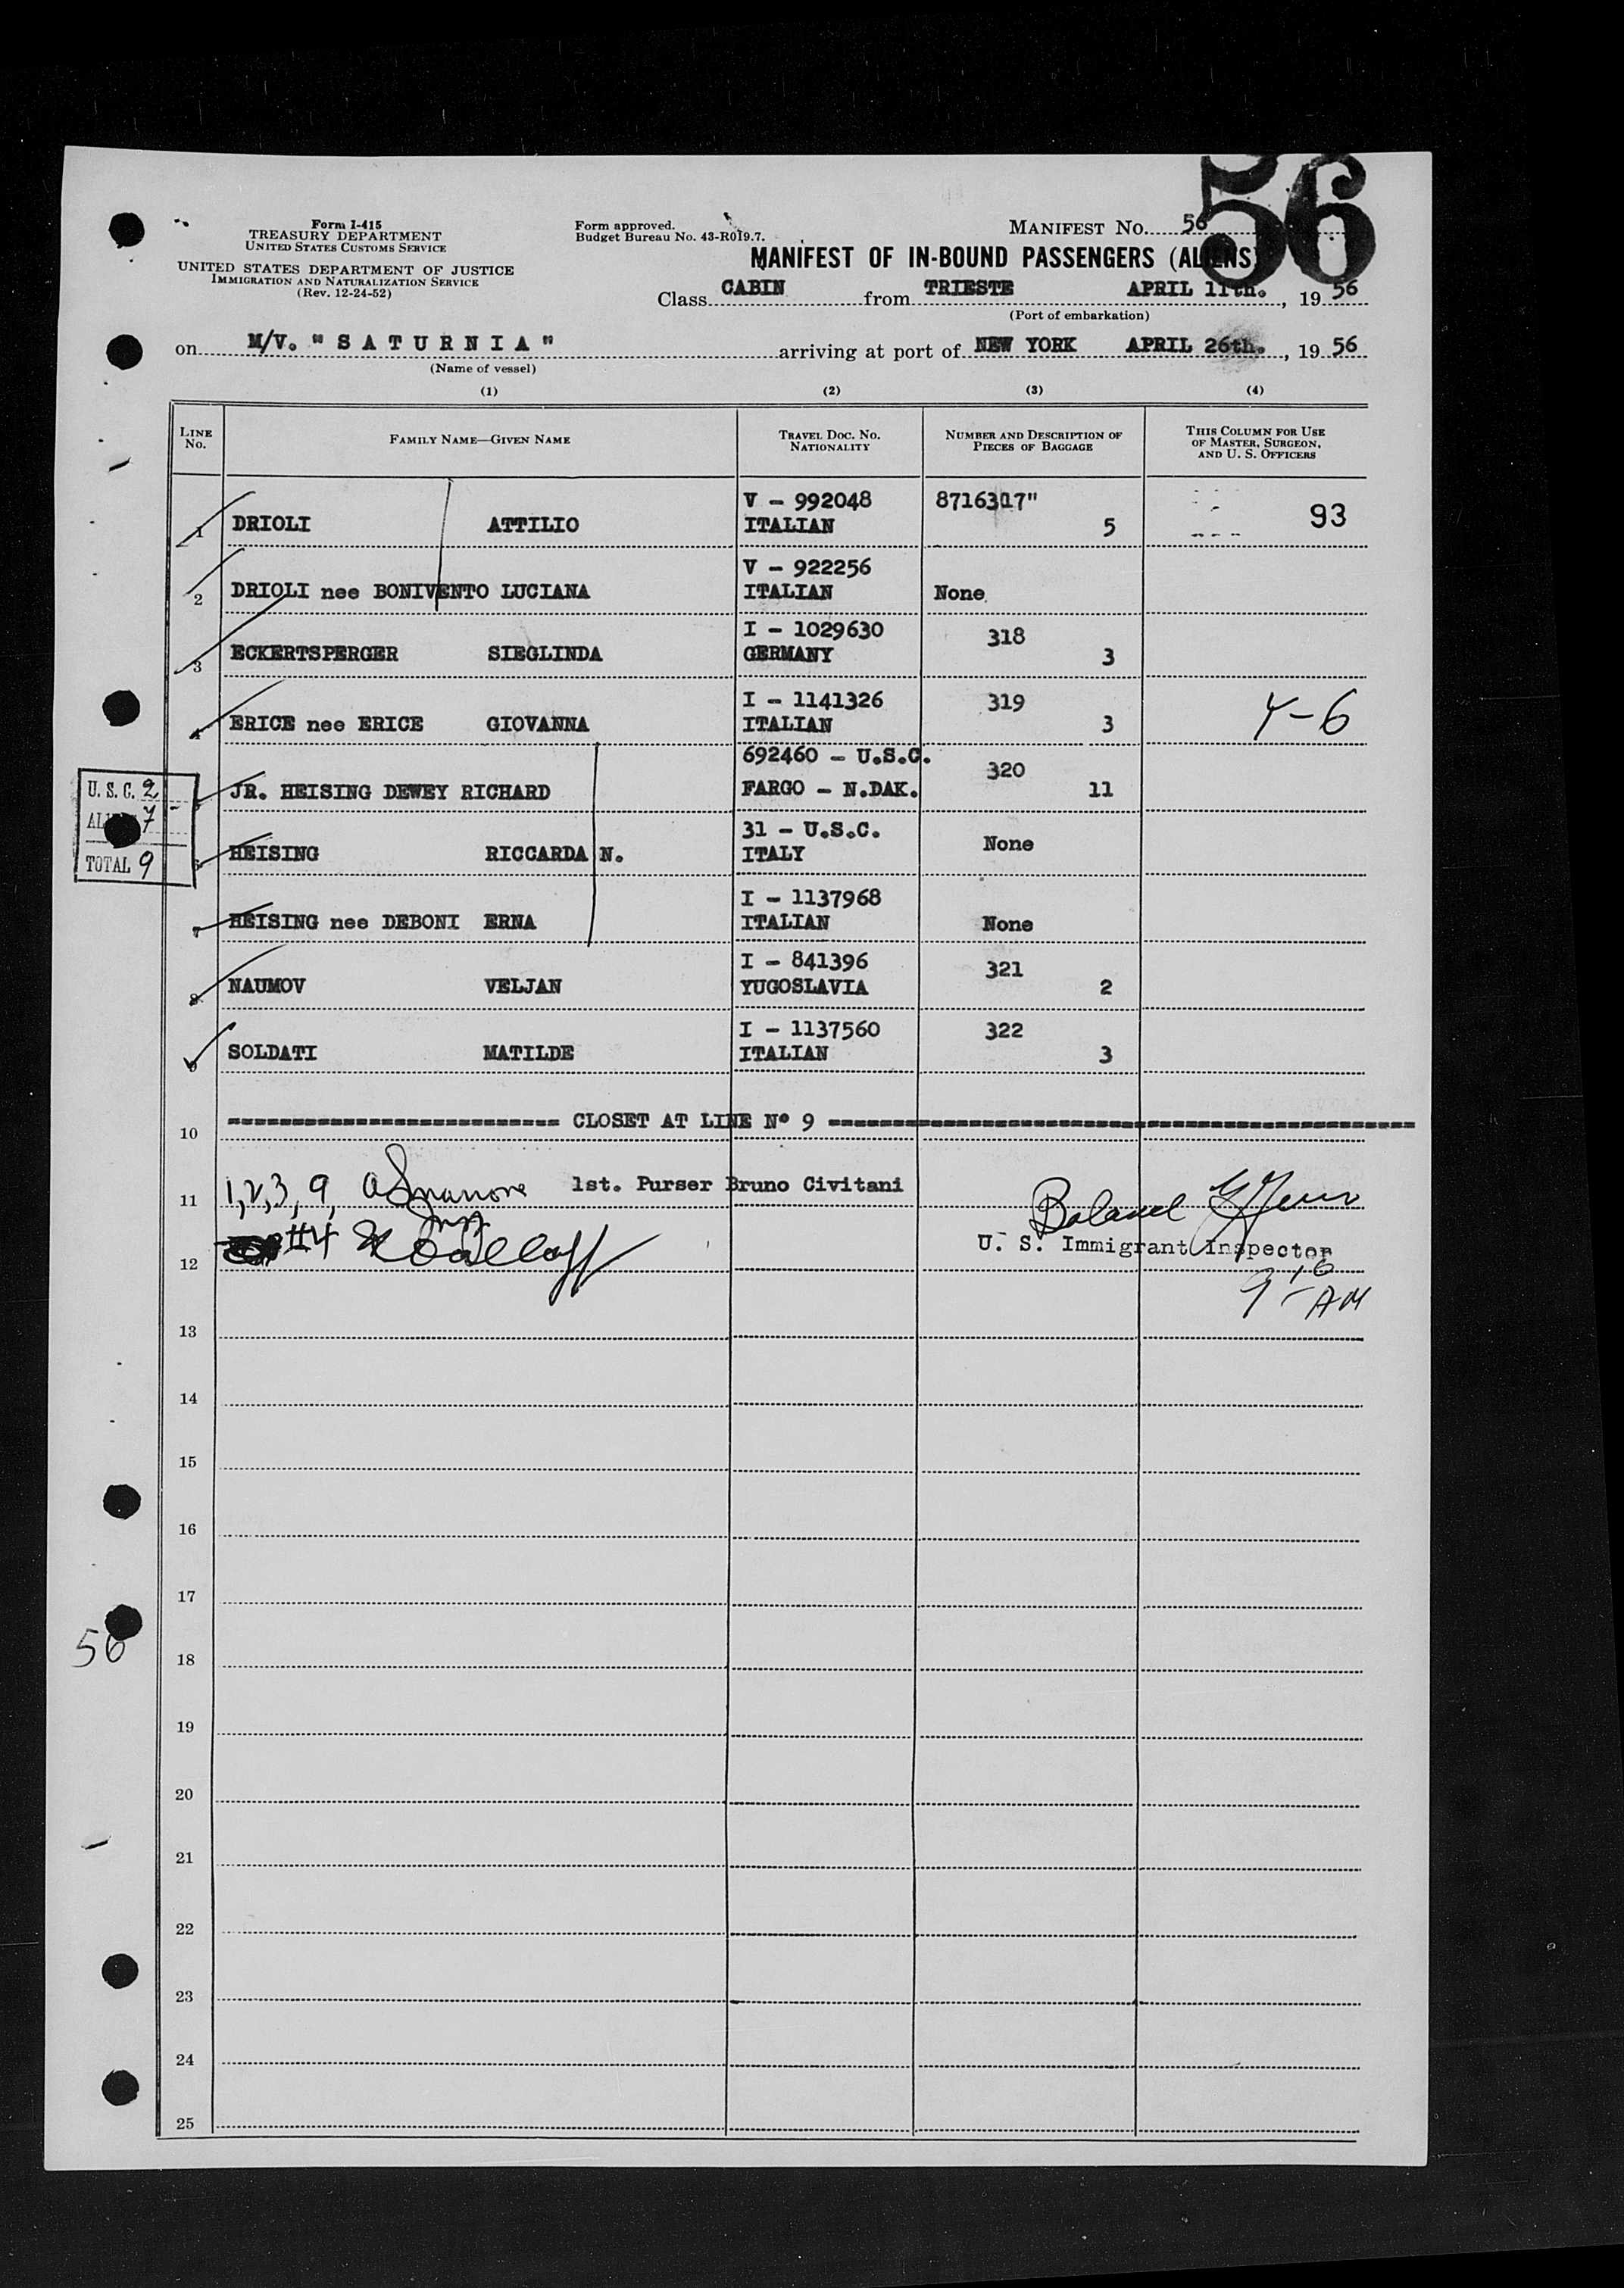 56
Form I-415
TREASURY DEPARTMENT
UNITED STATES CUSTOMS SERVICE
UNITED STATES DEPARTMENT OF JUSTICE
IMMIGRATION AND NATURALIZATION SERVICE
(Rev. 12-24-52)
Form approved.
Budget Bureau No. 43-R019.7.
MANIFEST No. 56
MANIFEST OF IN-BOUND PASSENGERS (ALIENS)
Class CABIN from TRIESTE APRIL 11th., 19 56
(Port of embarkation)
on M/V. "SATURNIA" arriving at port of NEW YORK APRIL 26th., 19 56
(Name of vessel)
(1) (2) (3) (4)
LINE No. FAMILY NAME—GIVEN NAME TRAVEL DOC. NO. NATIONALITY NUMBER AND DESCRIPTION OF PIECES OF BAGGAGE THIS COLUMN FOR USE OF MASTER, SURGEON, AND U. S. OFFICERS
V - 992048 8716317"
1 DRIOLI ATTILIO ITALIAN 5 93
V - 922256
2 DRIOLI nee BONIVENTO LUCIANA ITALIAN None
I - 1029630 318
3 ECKERTSPERGER SIEGLINDA GERMANY 3
I - 1141326 319
4 ERICE nee ERICE GIOVANNA ITALIAN 3 4-6
692460 - U.S.C. 320
JR. HEISING DEWEY RICHARD FARGO - N.DAK. 11
31 - U.S.C. None
6 HEISING RICCARDA N. ITALY
I - 1137968
7 HEISING nee DEBONI ERNA ITALIAN None
I - 841396 321
8 NAUMOV VELJAN YUGOSLAVIA 2
I - 1137560 322
9 SOLDATI MATILDE ITALIAN 3
U. S. C. 2
7
TOTAL 9
10 CLOSET AT LINE Nº 9
11 1,2,3,9, 1st. Purser Bruno Civitani
#4 U. S. Immigrant Inspector
12
9 AM
13
14
15
16
17
56
18
19
20
21
22
23
24
25